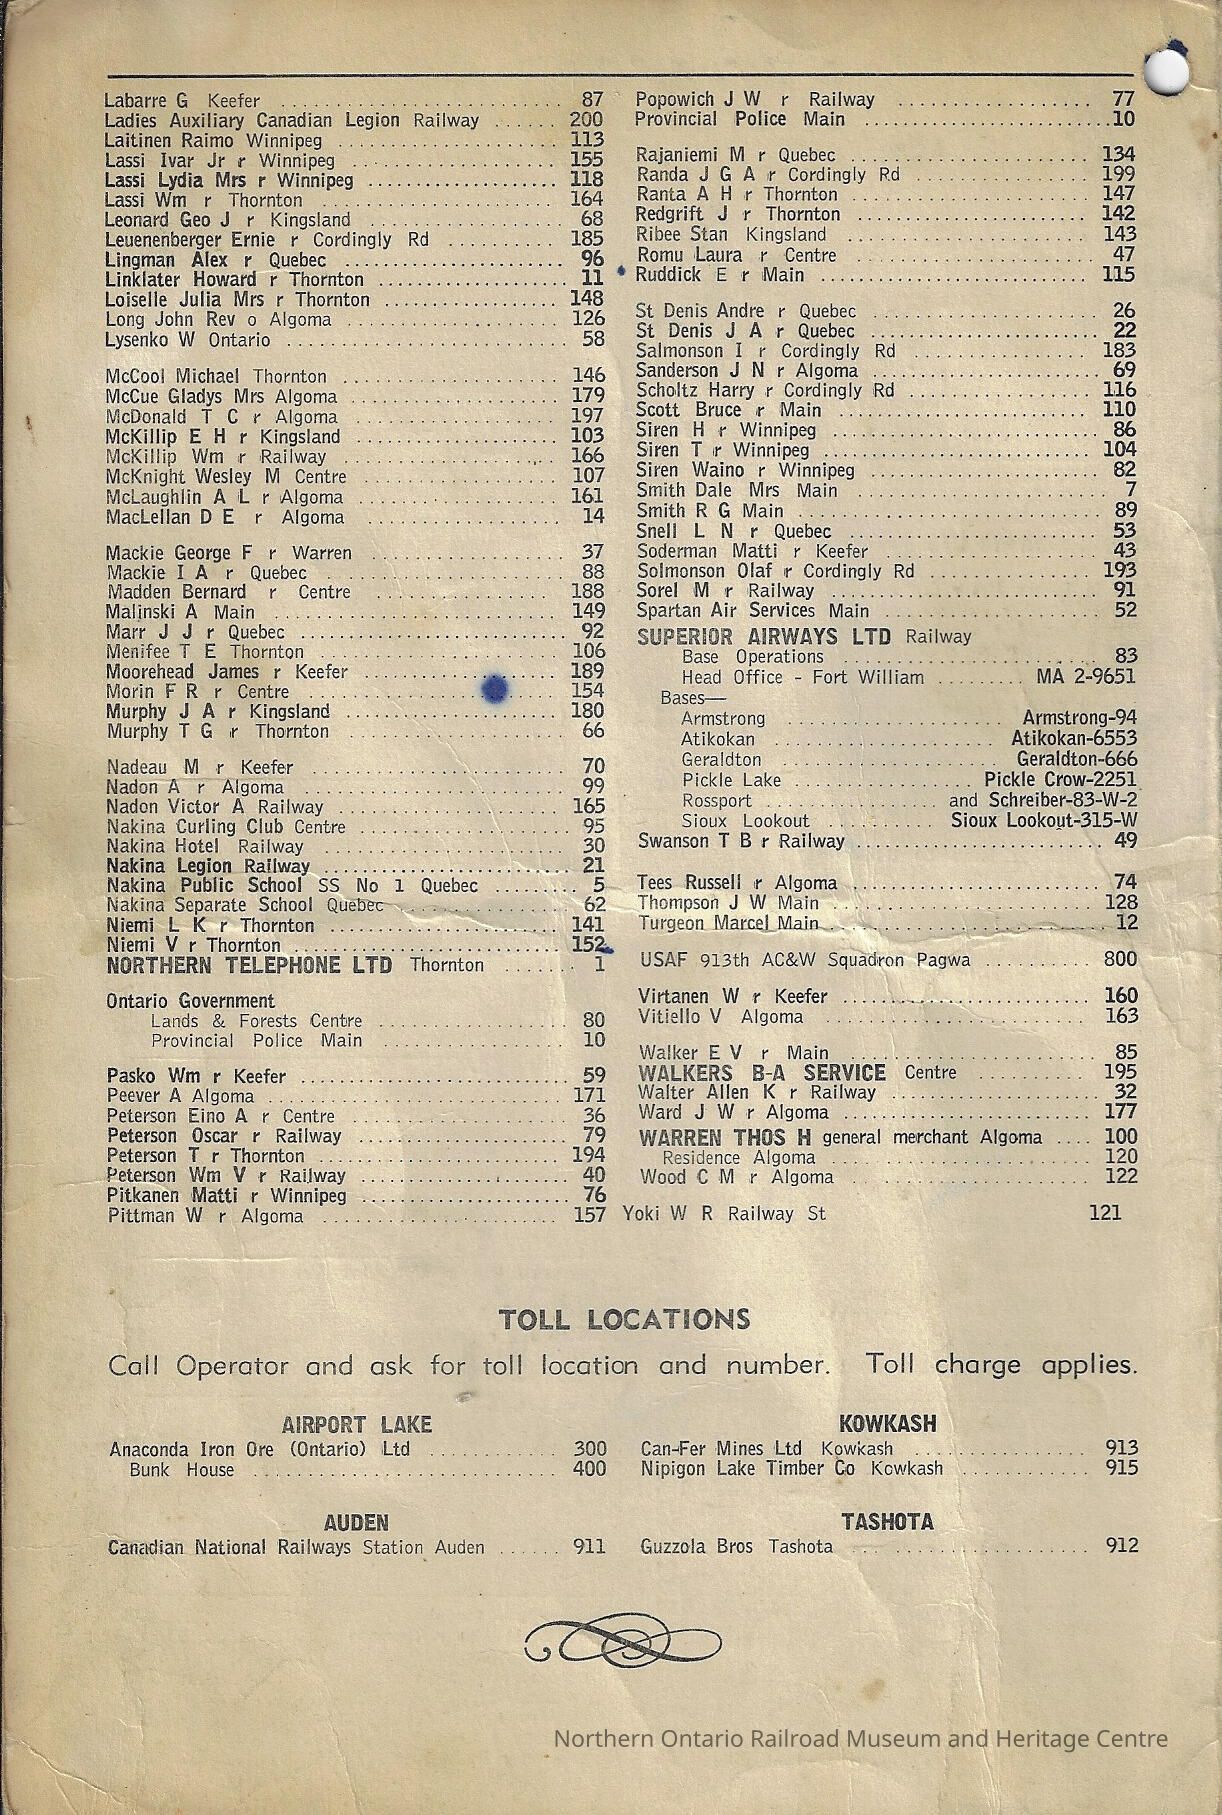 Labarre G Keefer .......... 87
Ladies Auxiliary Canadian Legion Railway .......... 200
Laitinen Raimo Winnipeg .......... 113
Lassi Ivar Jr r Winnipeg .......... 155
Lassi Lydia Mrs r Winnipeg .......... 118
Lassi Wm r Thornton .......... 164
Leonard Geo J r Kingsland .......... 68
Leuenenberger Ernie r Cordingly Rd .......... 185
Lingman Alex r Quebec .......... 96
Linklater Howard r Thornton .......... 11
Loiselle Julia Mrs r Thornton .......... 148
Long John Rev o Algoma .......... 126
Lysenko W Ontario .......... 58
McCool Michael Thornton .......... 146
McCue Gladys Mrs Algoma .......... 179
McDonald T C r Algoma .......... 197
McKillip E H r Kingsland .......... 103
McKillip Wm r Railway .......... 166
McKnight Wesley M Centre .......... 107
McLaughlin A L r Algoma .......... 161
MacLellan D E r Algoma .......... 14
Mackie George F r Warren .......... 37
Mackie I A r Quebec .......... 88
Madden Bernard r Centre .......... 188
Malinski A Main .......... 149
Marr J J r Quebec .......... 92
Menifee T E Thornton .......... 106
Moorehead James r Keefer .......... 189
Morin F R r Centre .......... 154
Murphy J A r Kingsland .......... 180
Murphy T G r Thornton .......... 66
Nadeau M r Keefer .......... 70
Nadon A r Algoma .......... 99
Nadon Victor A Railway .......... 165
Nakina Curling Club Centre .......... 95
Nakina Hotel Railway .......... 30
Nakina Legion Railway .......... 21
Nakina Public School SS No 1 Quebec .......... 5
Nakina Separate School Quebec .......... 62
Niemi L K r Thornton .......... 141
Niemi V r Thornton .......... 152
NORTHERN TELEPHONE LTD Thornton .......... 1
Ontario Government
Lands & Forests Centre .......... 80
Provincial Police Main .......... 10
Pasko Wm r Keefer .......... 59
Peever A Algoma .......... 171
Peterson Eino A r Centre .......... 36
Peterson Oscar r Railway .......... 79
Peterson T r Thornton .......... 194
Peterson Wm V r Railway .......... 40
Pitkanen Matti r Winnipeg .......... 76
Pittman W r Algoma .......... 157
Popowich J W r Railway .......... 77
Provincial Police Main .......... 10
Rajaniemi M r Quebec .......... 134
Randa J G A r Cordingly Rd .......... 199
Ranta A H r Thornton .......... 147
Redgrift J r Thornton .......... 142
Ribee Stan Kingsland .......... 143
Romu Laura r Centre .......... 47
Ruddick E r Main .......... 115
St Denis Andre r Quebec .......... 26
St Denis J A r Quebec .......... 22
Salmonson I r Cordingly Rd .......... 183
Sanderson J N r Algoma .......... 69
Scholtz Harry r Cordingly Rd .......... 116
Scott Bruce r Main .......... 110
Siren H r Winnipeg .......... 86
Siren T r Winnipeg .......... 104
Siren Waino r Winnipeg .......... 82
Smith Dale Mrs Main .......... 7
Smith R G Main .......... 89
Snell L N r Quebec .......... 53
Soderman Matti r Keefer .......... 43
Solmonson Olaf r Cordingly Rd .......... 193
Sorel M r Railway .......... 91
Spartan Air Services Main .......... 52
SUPERIOR AIRWAYS LTD Railway
Base Operations .......... 83
Head Office - Fort William .......... MA 2-9651
Bases—
Armstrong .......... Armstrong-94
Atikokan .......... Atikokan-6553
Geraldton .......... Geraldton-666
Pickle Lake .......... Pickle Crow-2251
Rossport .......... and Schreiber-83-W-2
Sioux Lookout .......... Sioux Lookout-315-W
Swanson T B r Railway .......... 49
Tees Russell r Algoma .......... 74
Thompson J W Main .......... 128
Turgeon Marcel Main .......... 12
USAF 913th AC&W Squadron Pagwa .......... 800
Virtanen W r Keefer .......... 160
Vitiello V Algoma .......... 163
Walker E V r Main .......... 85
WALKERS B-A SERVICE Centre .......... 195
Walter Allen K r Railway .......... 32
Ward J W r Algoma .......... 177
WARREN THOS H general merchant Algoma .... 100
Residence Algoma .......... 120
Wood C M r Algoma .......... 122
Yoki W R Railway St 121
TOLL LOCATIONS
Call Operator and ask for toll location and number. Toll charge applies.
AIRPORT LAKE
Anaconda Iron Ore (Ontario) Ltd .......... 300
Bunk House .......... 400
AUDEN
Canadian National Railways Station Auden ...... 911
KOWKASH
Can-Fer Mines Ltd Kowkash .......... 913
Nipigon Lake Timber Co Kowkash .......... 915
TASHOTA
Guzzola Bros Tashota .......... 912
Northern Ontario Railroad Museum and Heritage Centre